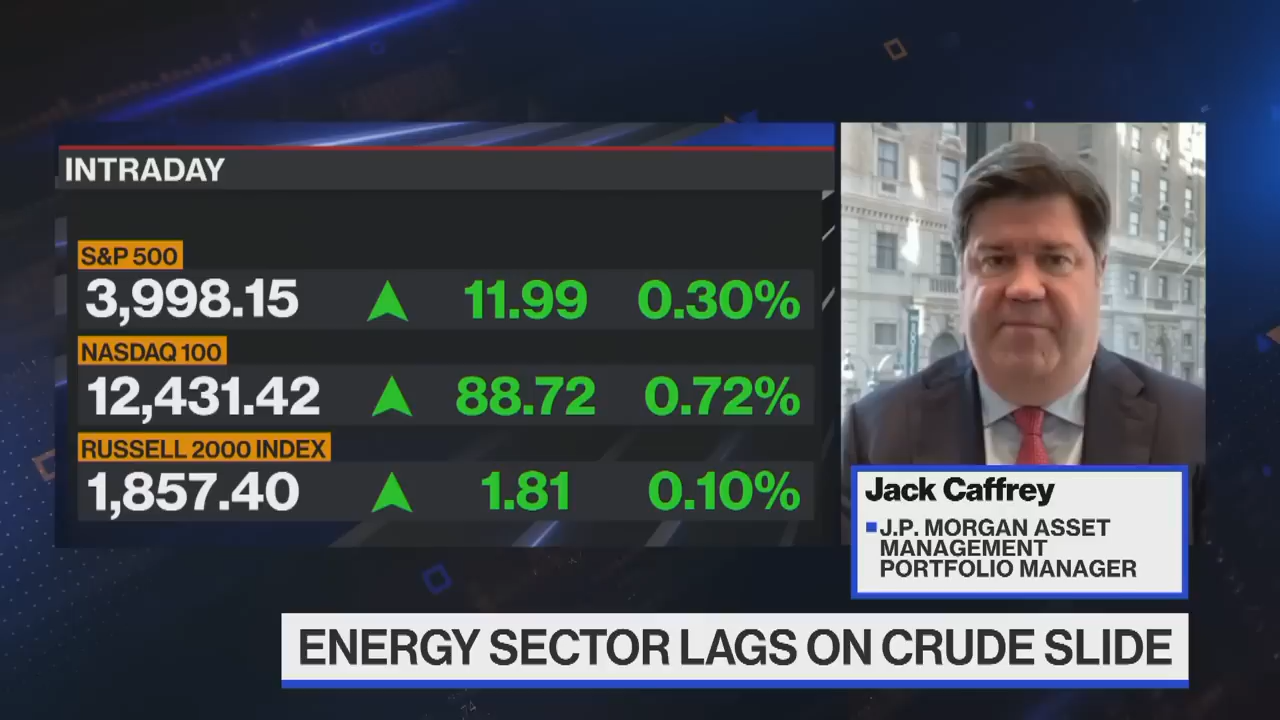 INTRADAY
S&P 500
3,998.15 ▲ 11.99 0.30%
NASDAQ 100
12,431.42 ▲ 88.72 0.72%
RUSSELL 2000 INDEX
1,857.40 ▲ 1.81 0.10%
Jack Caffrey
J.P. MORGAN ASSET
MANAGEMENT
PORTFOLIO MANAGER
ENERGY SECTOR LAGS ON CRUDE SLIDE